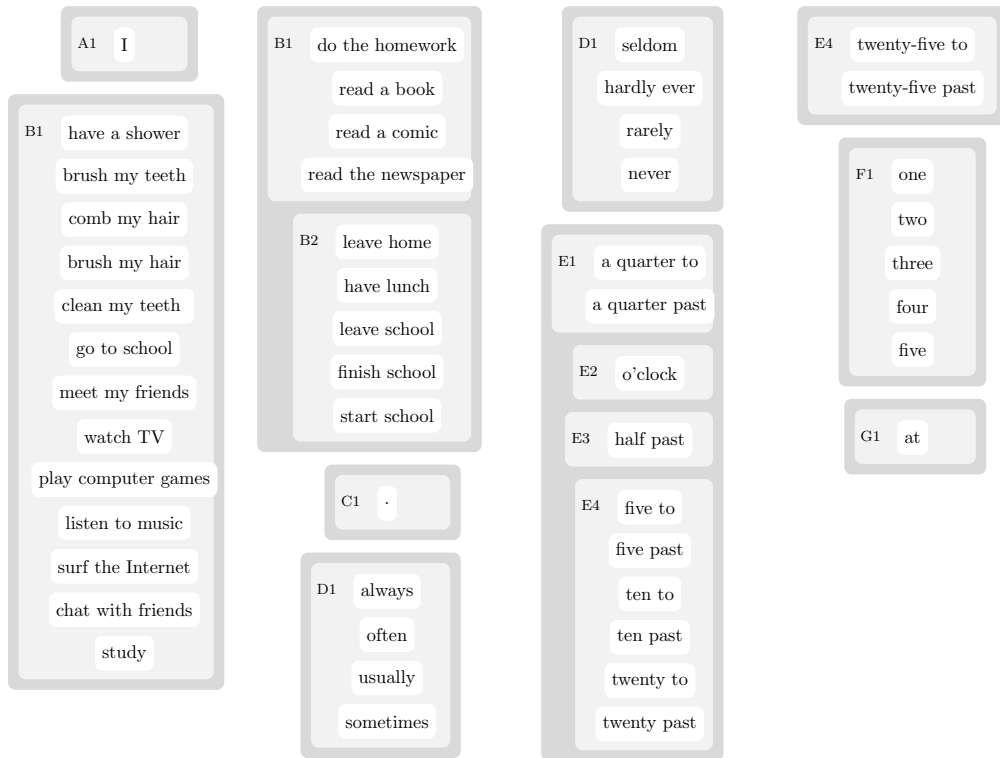 A1 I
B1 have a shower
brush my teeth
comb my hair
brush my hair
clean my teeth
go to school
meet my friends
watch TV
play computer games
listen to music
surf the Internet
chat with friends
study
B1 do the homework
read a book
read a comic
read the newspaper
B2 leave home
have lunch
leave school
finish school
start school
C1 .
D1 always
often
usually
sometimes
D1 seldom
hardly ever
rarely
never
E1 a quarter to
a quarter past
E2 o'clock
E3 half past
E4 five to
five past
ten to
ten past
twenty to
twenty past
E4 twenty-five to
twenty-five past
F1 one
two
three
four
five
G1 at